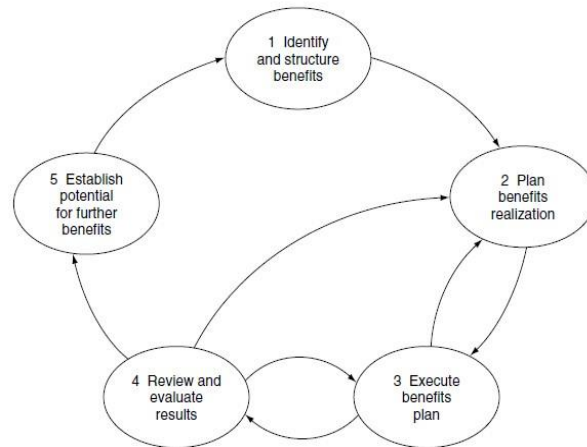 1 Identify
and structure
benefits
2 Plan
benefits
realization
3 Execute
benefits
plan
4 Review and
evaluate
results
5 Establish
potential
for further
benefits